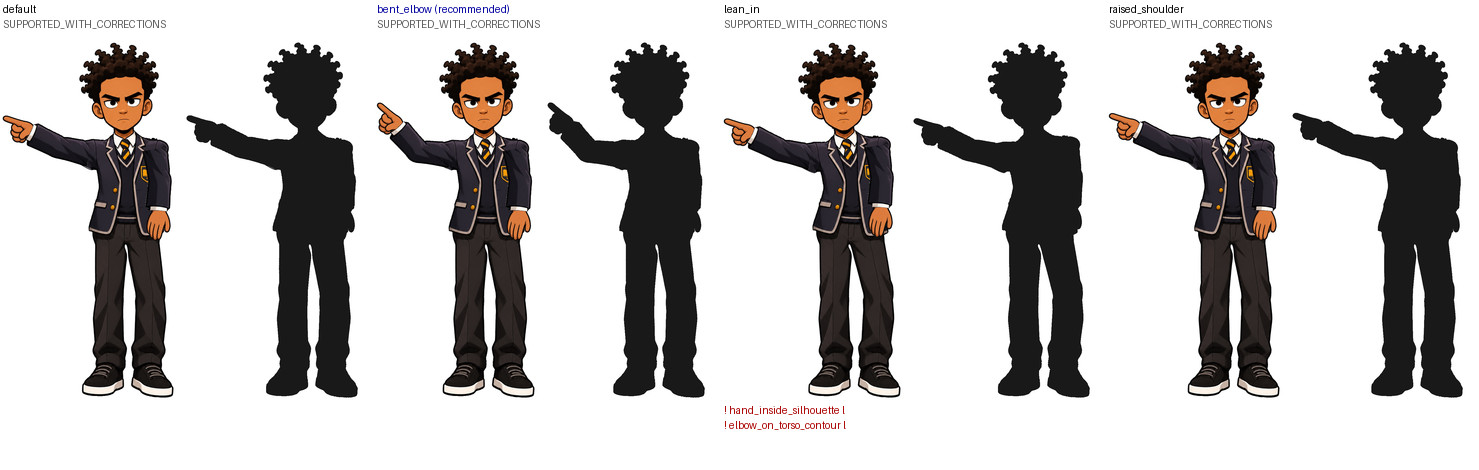 default
SUPPORTED_WITH_CORRECTIONS
bent_elbow (recommended)
SUPPORTED_WITH_CORRECTIONS
lean_in
SUPPORTED_WITH_CORRECTIONS
raised_shoulder
SUPPORTED_WITH_CORRECTIONS
! hand_inside_silhouette l
! elbow_on_torso_contour l